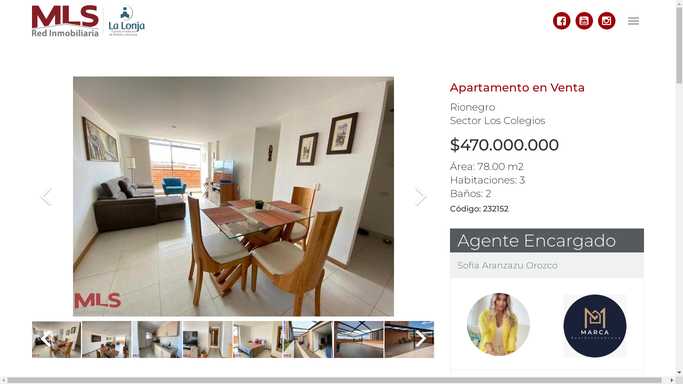 MLS
Red Inmobiliaria
La Lonja
Apartamento en Venta
Rionegro
Sector Los Colegios
$470.000.000
Área: 78.00 m2
Habitaciones: 3
Baños: 2
Código: 232152
MLS
Agente Encargado
Sofía Aranzazu Orozco
MARCA